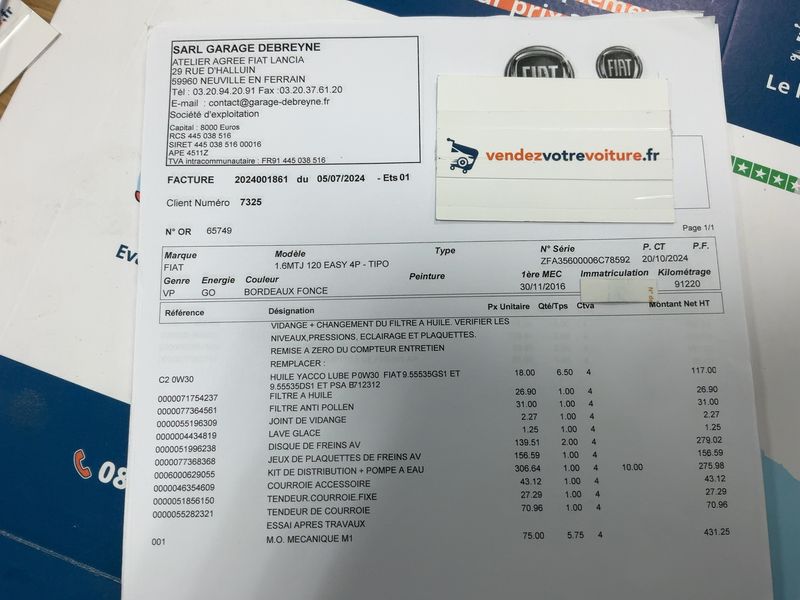 SARL GARAGE DEBREYNE
ATELIER AGREE FIAT LANCIA
29 RUE D'HALLUIN
59960 NEUVILLE EN FERRAIN
Tél : 03.20.94.20.91 Fax :03.20.37.61.20
E-mail : contact@garage-debreyne.fr
Société d'exploitation
Capital : 8000 Euros
RCS 445 038 516
SIRET 445 038 516 00016
APE 4511Z
TVA intracommunautaire : FR91 445 038 516
FIAT FIAT
vendezvotrevoiture.fr
FACTURE 2024001861 du 05/07/2024 - Ets 01
Client Numéro 7325
N° OR 65749
Page 1/1
Marque Modèle Type N° Série P. CT P.F.
FIAT 1.6MTJ 120 EASY 4P - TIPO ZFA35600006C78592 20/10/2024
Genre Energie Couleur Peinture 1ère MEC Immatriculation Kilométrage
VP GO BORDEAUX FONCE 30/11/2016 91220
Référence Désignation Px Unitaire Qté/Tps Ctva Montant Net HT
VIDANGE + CHANGEMENT DU FILTRE A HUILE. VERIFIER LES
NIVEAUX,PRESSIONS, ECLAIRAGE ET PLAQUETTES.
REMISE A ZERO DU COMPTEUR ENTRETIEN
REMPLACER :
C2 0W30 HUILE YACCO LUBE P 0W30 FIAT 9.55535GS1 ET 18.00 6.50 4 117.00
9.55535DS1 ET PSA B712312
0000071754237 FILTRE A HUILE 26.90 1.00 4 26.90
0000077364561 FILTRE ANTI POLLEN 31.00 1.00 4 31.00
0000055196309 JOINT DE VIDANGE 2.27 1.00 4 2.27
0000004434819 LAVE GLACE 1.25 1.00 4 1.25
0000051996238 DISQUE DE FREINS AV 139.51 2.00 4 279.02
0000077368368 JEUX DE PLAQUETTES DE FREINS AV 156.59 1.00 4 156.59
0006000629055 KIT DE DISTRIBUTION + POMPE A EAU 306.64 1.00 4 10.00 275.98
0000046354609 COURROIE ACCESSOIRE 43.12 1.00 4 43.12
0000051856150 TENDEUR.COURROIE.FIXE 27.29 1.00 4 27.29
0000055282321 TENDEUR DE COURROIE 70.96 1.00 4 70.96
ESSAI APRES TRAVAUX
001 M.O. MECANIQUE M1 75.00 5.75 4 431.25
Le
08